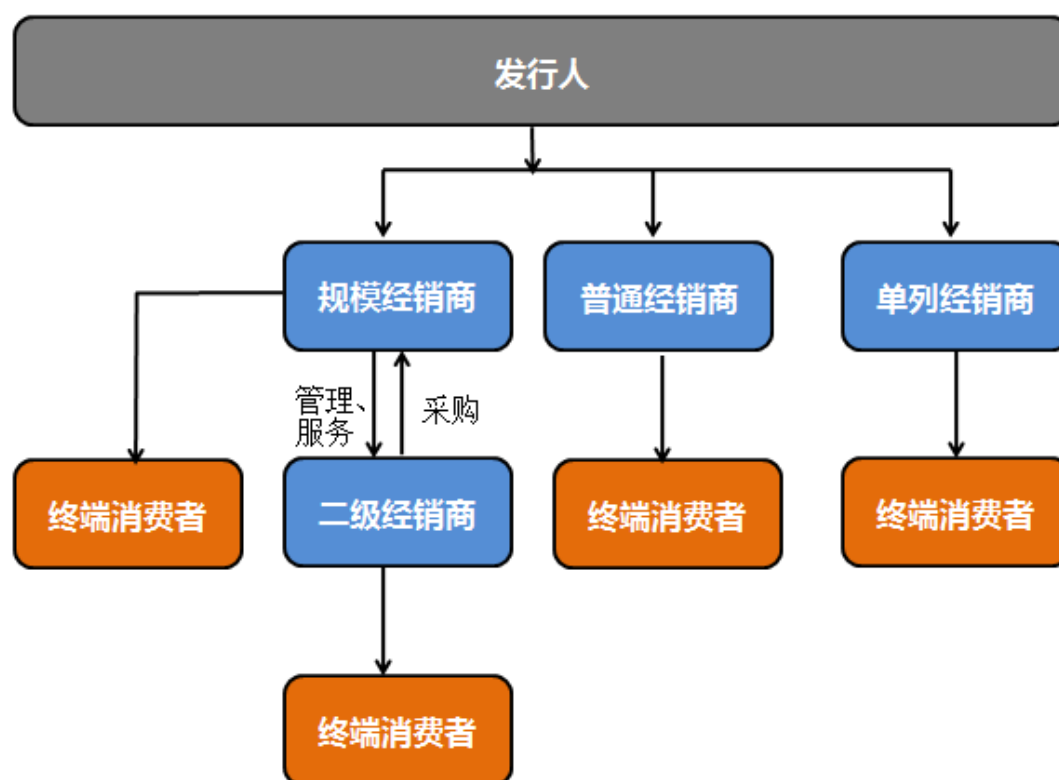 发行人
规模经销商
普通经销商
单列经销商
管理、
服务
采购
终端消费者
二级经销商
终端消费者
终端消费者
终端消费者